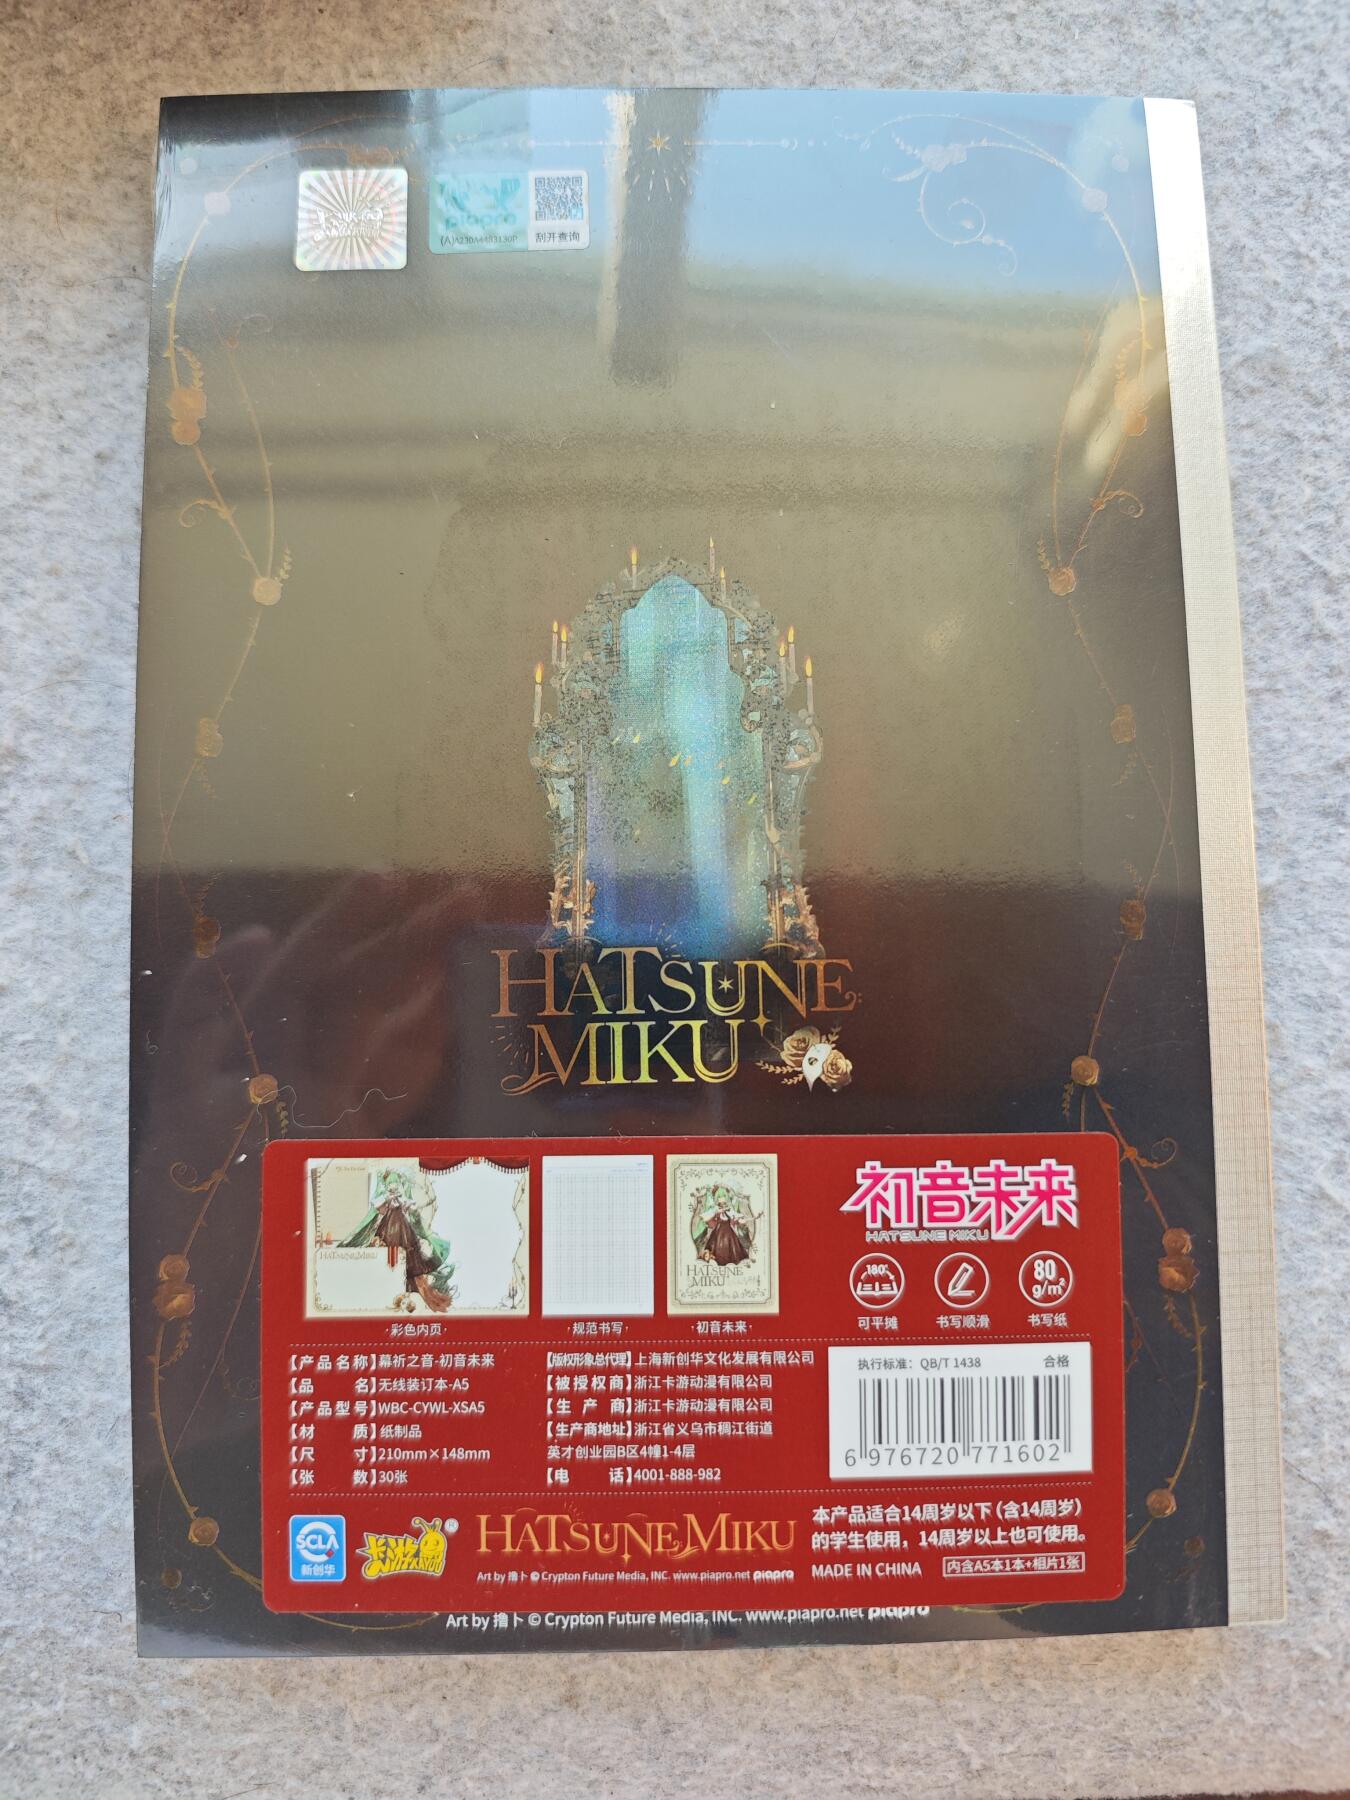 piapro
(A)A230A4483130P
刮开查询
HATSUNE
MIKU
HATSUNE MIKU
HATSUNE
MIKU
·彩色内页·
·规范书写·
·初音未来·
初音未来
HATSUNE MIKU
180°
可平摊
书写顺滑
80
g/m²
书写纸
【产品名称】幕祈之音-初音未来
【品 名】无线装订本-A5
【产品型号】WBC-CYWL-XSA5
【材 质】纸制品
【尺 寸】210mm×148mm
【张 数】30张
【版权形象总代理】上海新创华文化发展有限公司
【被授权商】浙江卡游动漫有限公司
【生产商】浙江卡游动漫有限公司
【生产商地址】浙江省义乌市稠江街道
英才创业园B区4幢1-4层
【电 话】4001-888-982
执行标准：QB/T 1438 合格
6 976720 771602
SCLA
新创华
卡游
KAYOU
®
HATSUNE MIKU
Art by 撸卜 © Crypton Future Media, INC. www.piapro.net piapro
本产品适合14周岁以下（含14周岁）
的学生使用，14周岁以上也可使用。
MADE IN CHINA
内含A5本1本+相片1张
Art by 撸卜 © Crypton Future Media, INC. www.piapro.net piapro